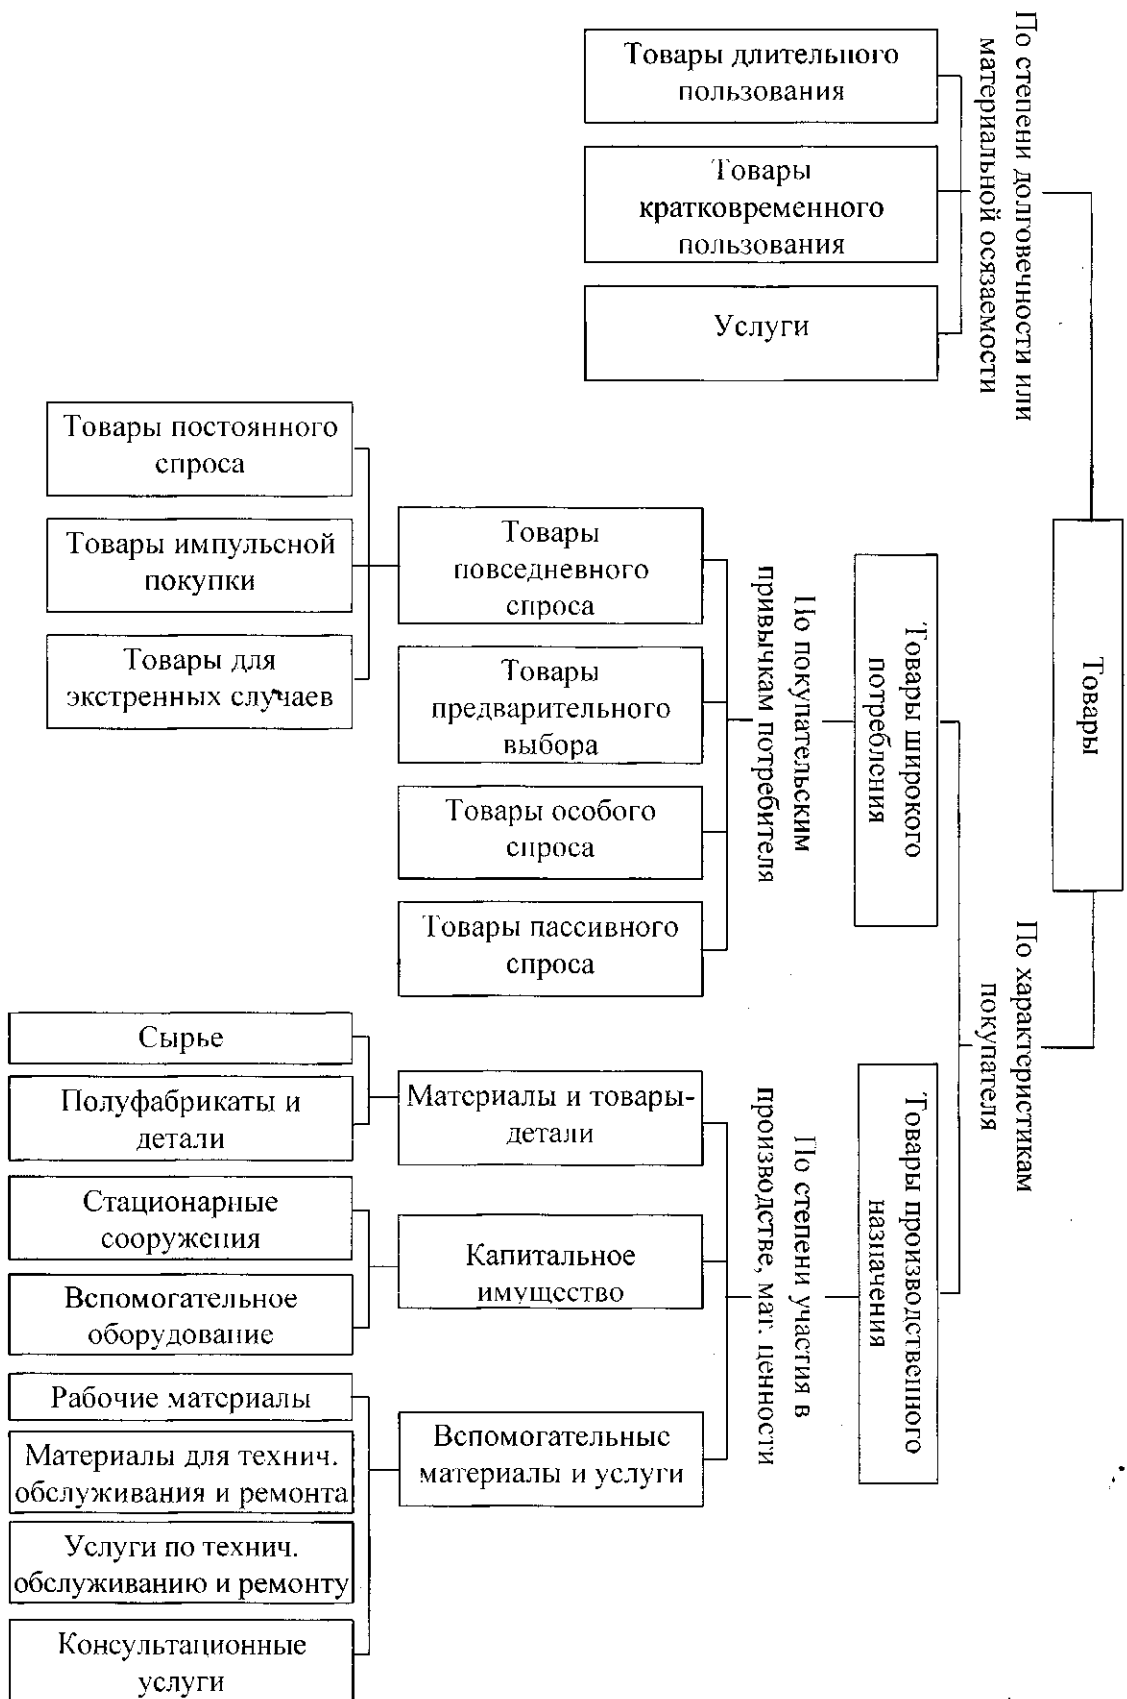 Товары
По степени долговечности или
материальной осязаемости
Товары длительного
пользования
Товары
кратковременного
пользования
Услуги
По характеристикам
покупателя
Товары широкого
потребления
По покупательским
привычкам потребителя
Товары
повседневного
спроса
Товары постоянного
спроса
Товары импульсной
покупки
Товары для
экстренных случаев
Товары
предварительного
выбора
Товары особого
спроса
Товары пассивного
спроса
Товары производственного
назначения
По степени участия в
производстве, мат. ценности
Материалы и товары-
детали
Сырье
Полуфабрикаты и
детали
Капитальное
имущество
Стационарные
сооружения
Вспомогательное
оборудование
Вспомогательные
материалы и услуги
Рабочие материалы
Материалы для технич.
обслуживания и ремонта
Услуги по технич.
обслуживанию и ремонту
Консультационные
услуги